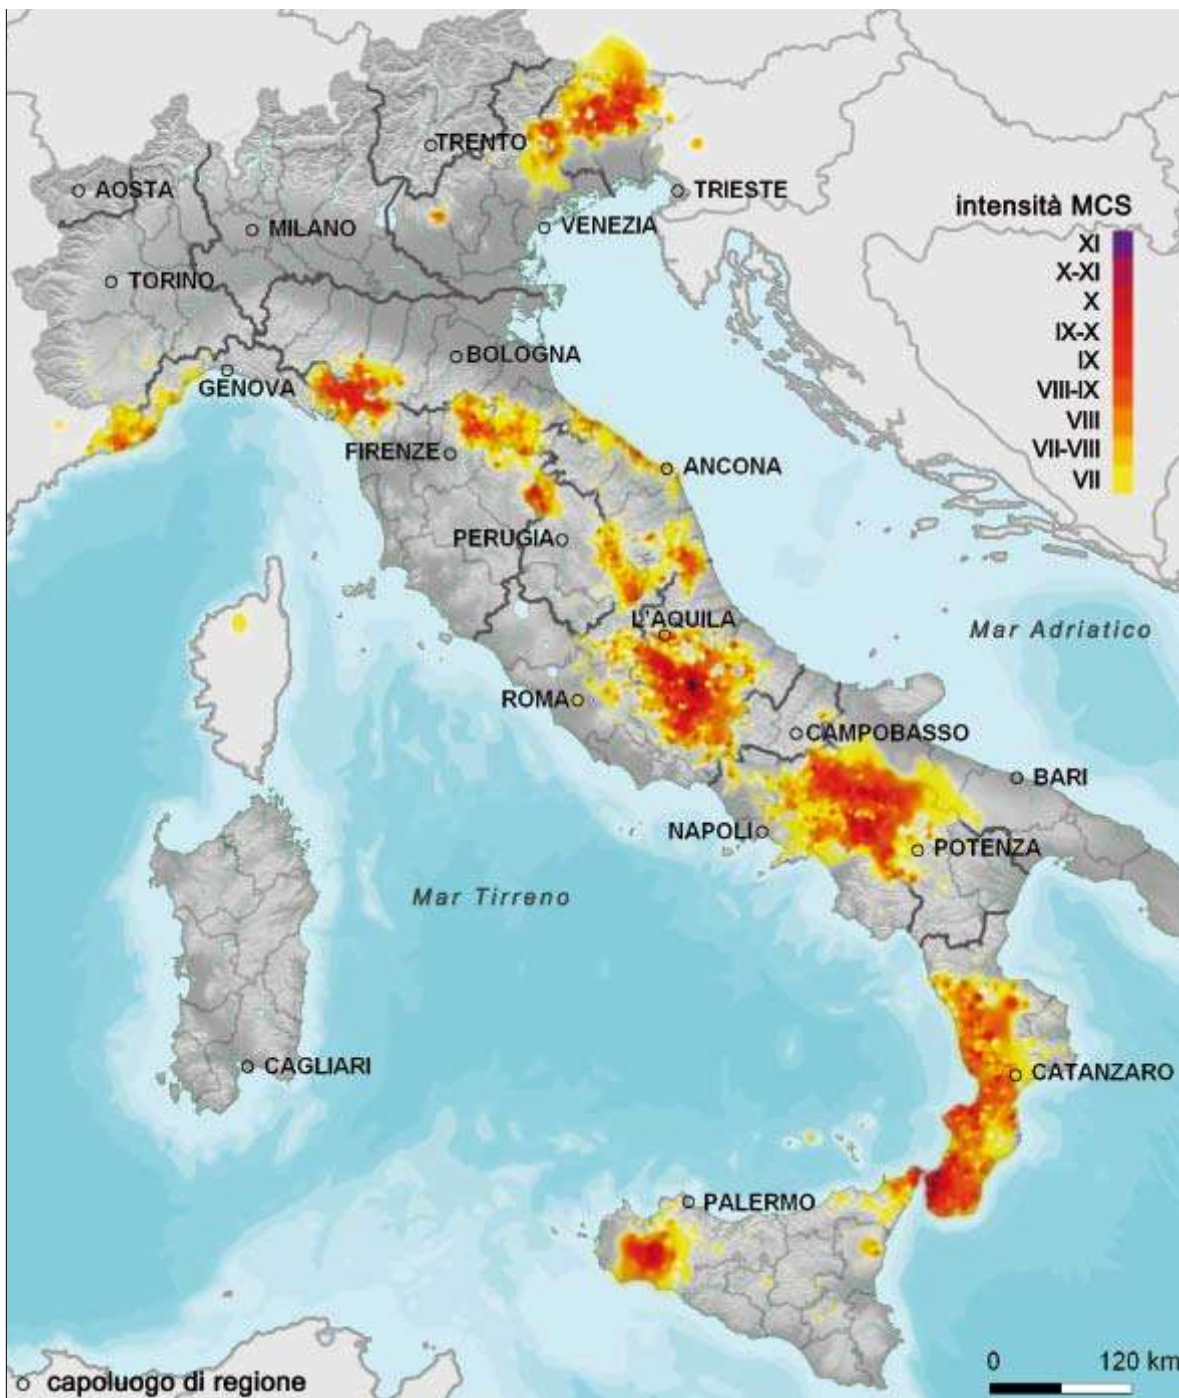 TRENTO
AOSTA
TRIESTE
intensità MCS
MILANO
VENEZIA
XI
X-XI
TORINO
X
IX-X
BOLOGNA
IX
GENOVA
VIII-IX
VIII
FIRENZE
VII-VIII
ANCONA
VII
PERUGIA
L'AQUILA
Mar Adriatico
ROMA
CAMPOBASSO
BARI
NAPOLI
POTENZA
Mar Tirreno
CAGLIARI
CATANZARO
PALERMO
0 120 km
capoluogo di regione